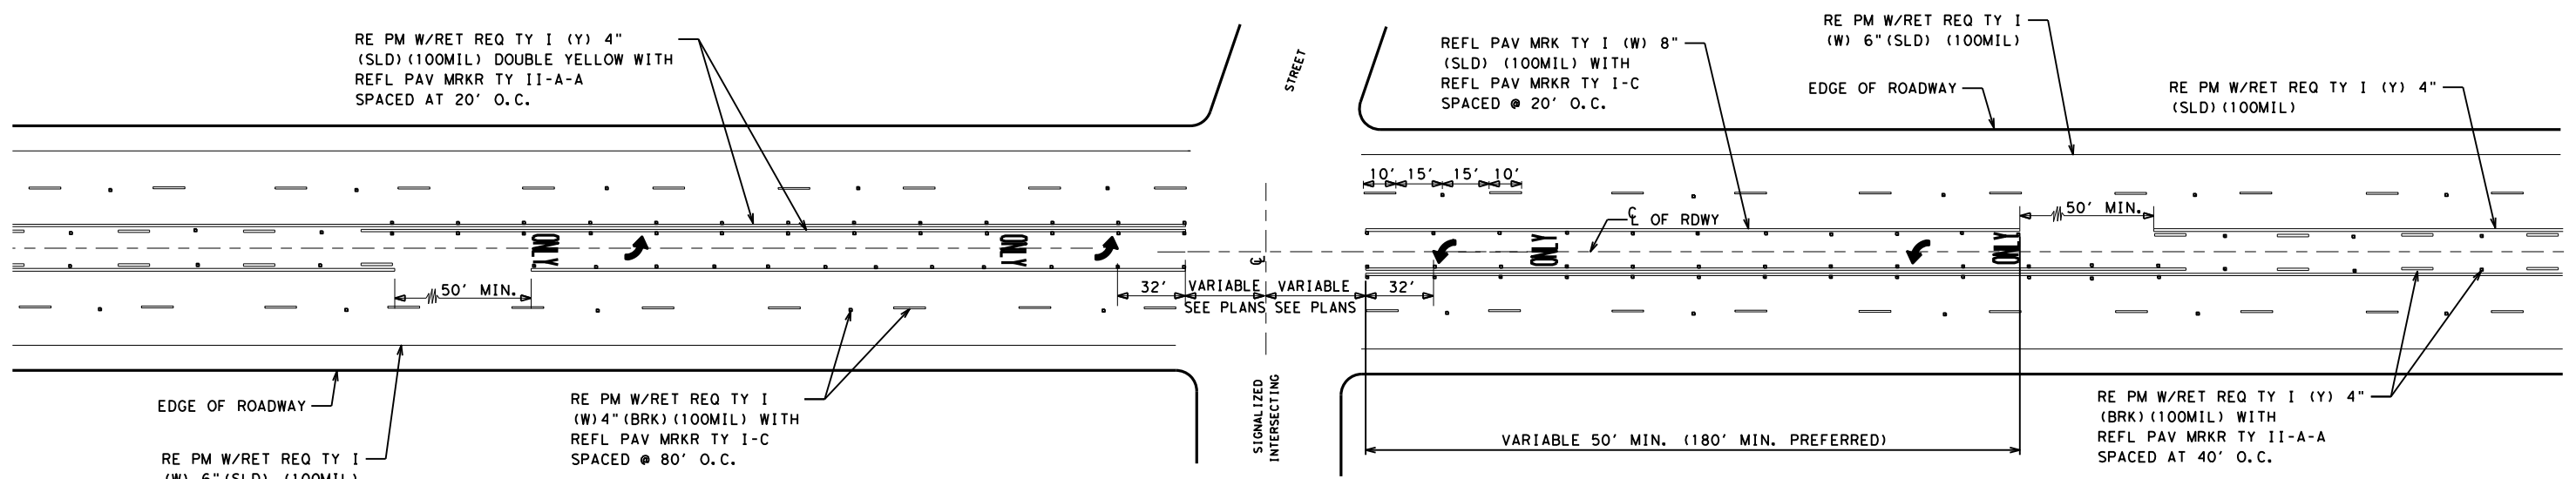 RE PM W/RET REQ TY I (Y) 4"
(SLD)(100MIL) DOUBLE YELLOW WITH
REFL PAV MRKR TY II-A-A
SPACED AT 20' O.C.
STREET
REFL PAV MRK TY I (W) 8"
(SLD) (100MIL) WITH
REFL PAV MRKR TY I-C
SPACED @ 20' O.C.
RE PM W/RET REQ TY I
(W) 6"(SLD) (100MIL)
EDGE OF ROADWAY
RE PM W/RET REQ TY I (Y) 4"
(SLD)(100MIL)
10' 15' 15' 10'
℄ OF RDWY
50' MIN.
ONLY
ONLY
ONLY
ONLY
℄
50' MIN.
32'
VARIABLE
SEE PLANS
VARIABLE
SEE PLANS
32'
EDGE OF ROADWAY
RE PM W/RET REQ TY I
(W) 6"(SLD) (100MIL)
RE PM W/RET REQ TY I
(W)4"(BRK)(100MIL) WITH
REFL PAV MRKR TY I-C
SPACED @ 80' O.C.
SIGNALIZED
INTERSECTING
VARIABLE 50' MIN. (180' MIN. PREFERRED)
RE PM W/RET REQ TY I (Y) 4"
(BRK)(100MIL) WITH
REFL PAV MRKR TY II-A-A
SPACED AT 40' O.C.